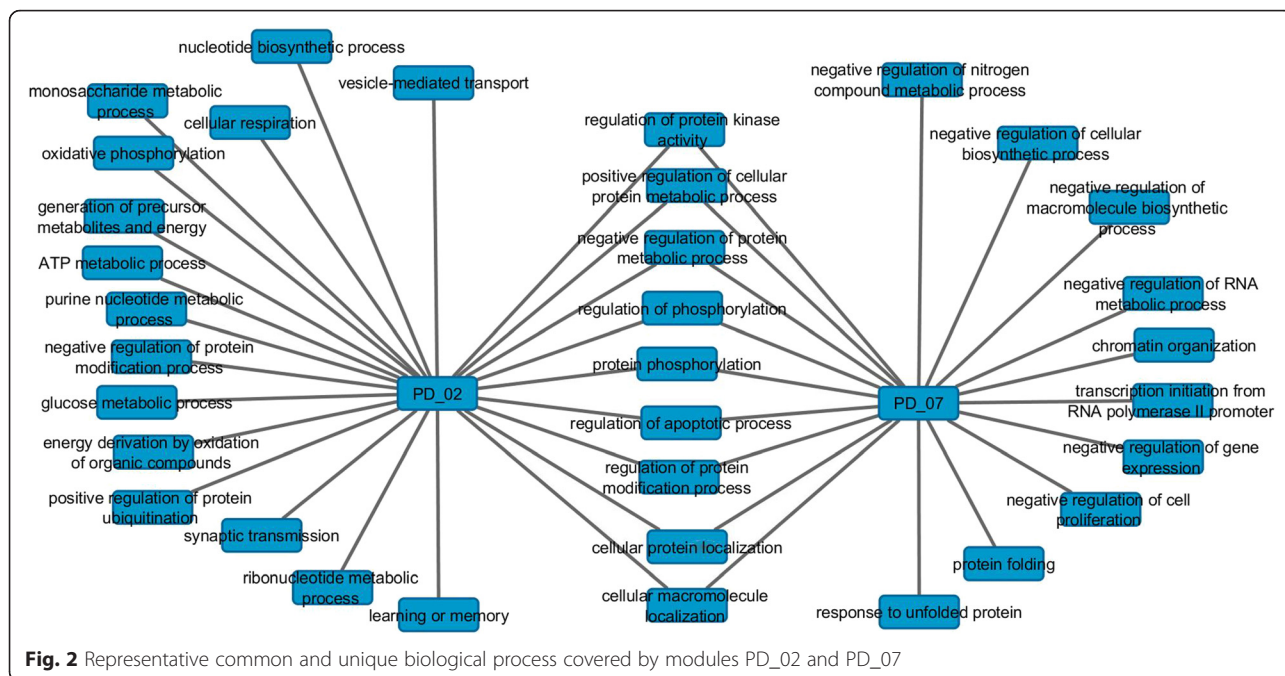 nucleotide biosynthetic process
vesicle-mediated transport
monosaccharide metabolic
process
cellular respiration
oxidative phosphorylation
generation of precursor
metabolites and energy
ATP metabolic process
purine nucleotide metabolic
process
negative regulation of protein
modification process
glucose metabolic process
energy derivation by oxidation
of organic compounds
positive regulation of protein
ubiquitination
synaptic transmission
ribonucleotide metabolic
process
learning or memory
PD_02
regulation of protein kinase
activity
positive regulation of cellular
protein metabolic process
negative regulation of protein
metabolic process
regulation of phosphorylation
protein phosphorylation
regulation of apoptotic process
regulation of protein
modification process
cellular protein localization
cellular macromolecule
localization
PD_07
negative regulation of nitrogen
compound metabolic process
negative regulation of cellular
biosynthetic process
negative regulation of
macromolecule biosynthetic
process
negative regulation of RNA
metabolic process
chromatin organization
transcription initiation from
RNA polymerase II promoter
negative regulation of gene
expression
negative regulation of cell
proliferation
protein folding
response to unfolded protein
Fig. 2 Representative common and unique biological process covered by modules PD_02 and PD_07